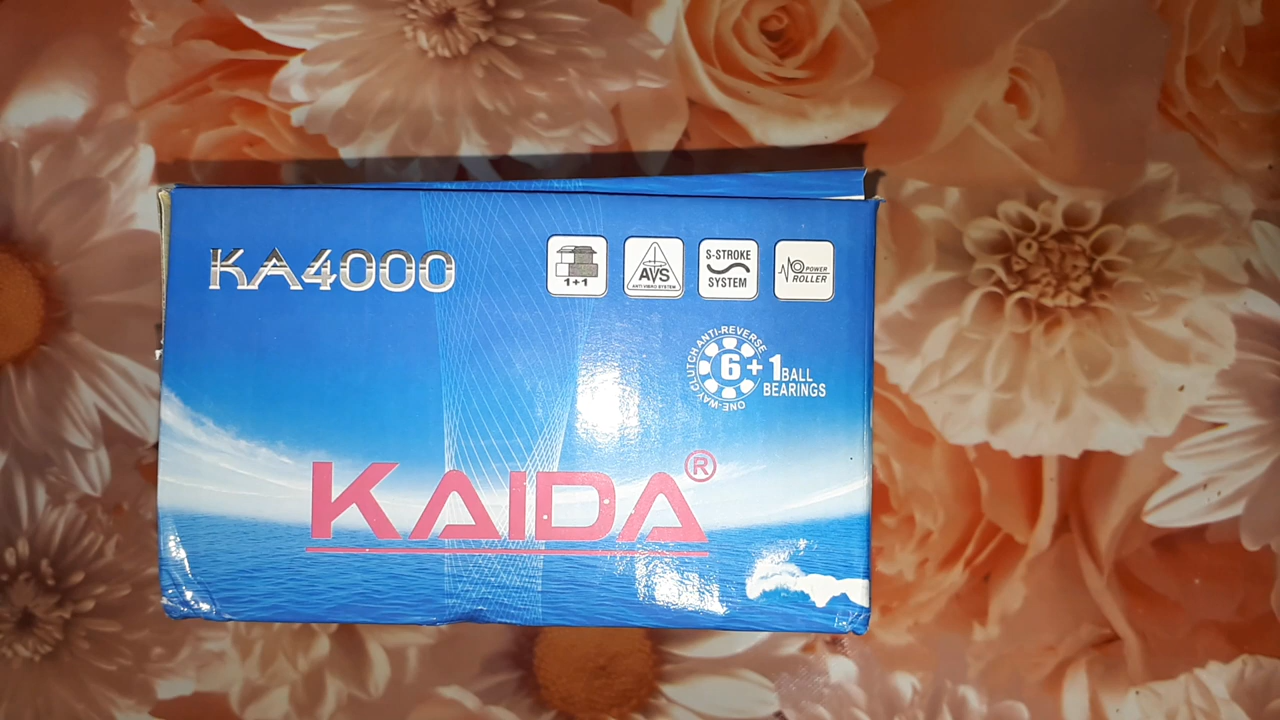 KA4000
1+1
AVS
ANTI VIBRO SYSTEM
S-STROKE
SYSTEM
POWER
ROLLER
ONE-WAY CLUTCH ANTI-REVERSE
6+1 BALL
BEARINGS
KAIDA®